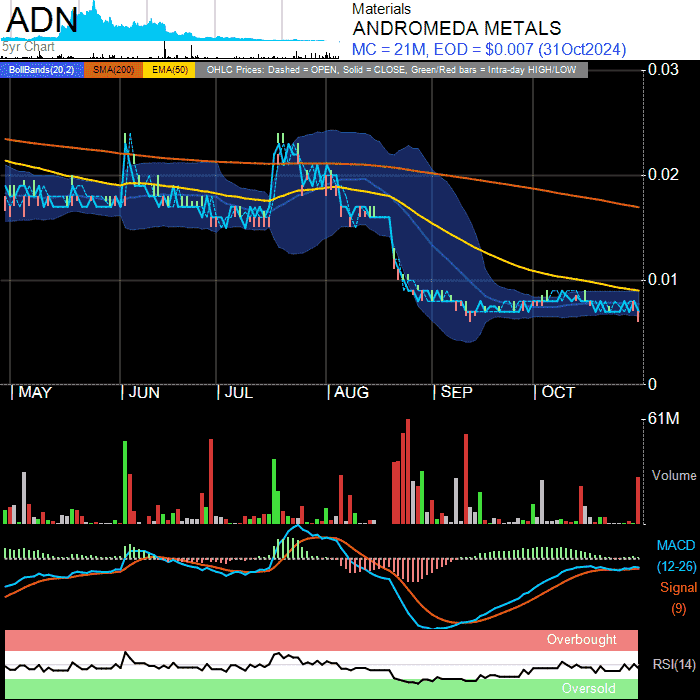 ADN
5yr Chart
Materials
ANDROMEDA METALS
MC = 21M, EOD = $0.007 (31Oct2024)
BollBands(20,2) SMA(200) EMA(50) OHLC Prices: Dashed = OPEN, Solid = CLOSE, Green/Red bars = Intra-day HIGH/LOW
0.03
0.02
0.01
0
| MAY | JUN | JUL | AUG | SEP | OCT
61M
Volume
MACD
(12-26)
Signal
(9)
Overbought
RSI(14)
Oversold